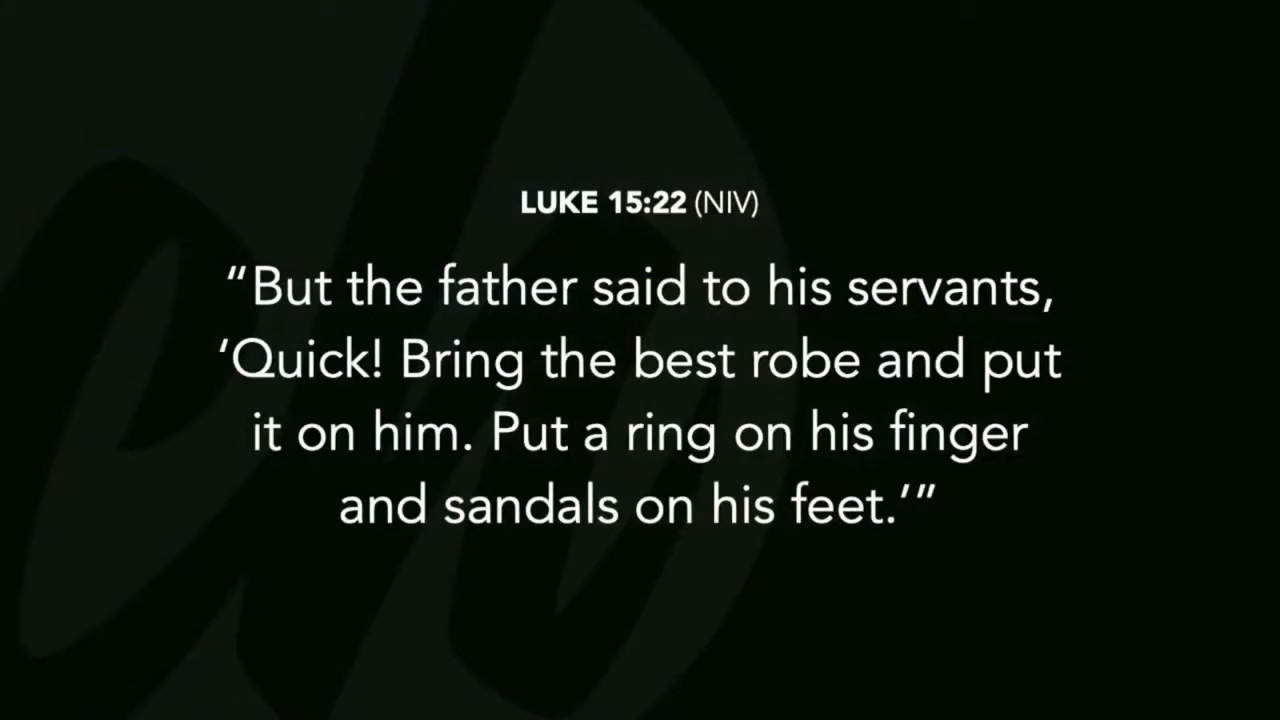 LUKE 15:22 (NIV)
“But the father said to his servants,
‘Quick! Bring the best robe and put
it on him. Put a ring on his finger
and sandals on his feet.’”